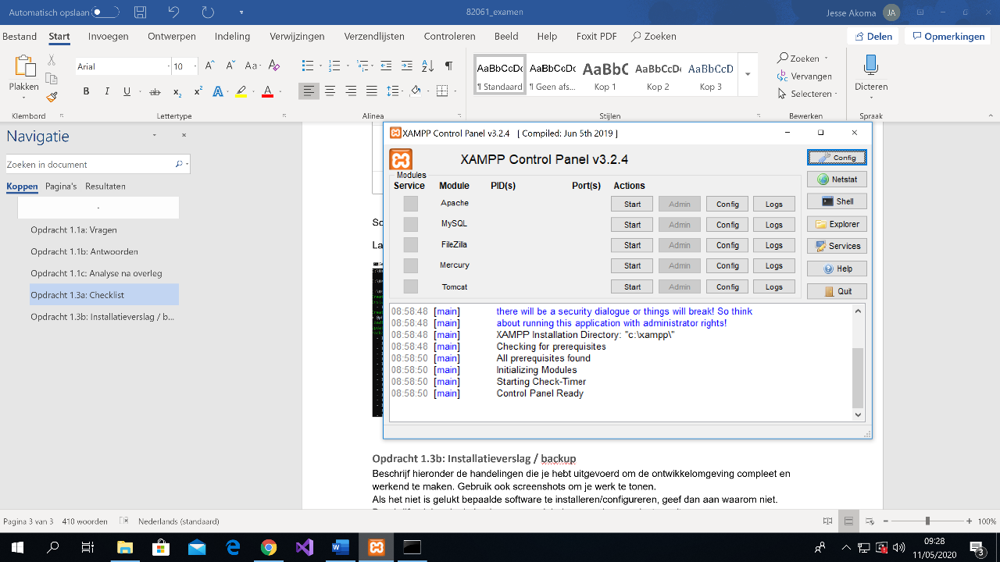 Automatisch opslaan
82061_examen
Jesse Akoma JA
Bestand Start Invoegen Ontwerpen Indeling Verwijzingen Verzendlijsten Controleren Beeld Help Foxit PDF Zoeken Delen Opmerkingen
Plakken
Arial 10
Aa
B I U ab x₂ x² A A
AaBbCcDc AaBbCcDc AaBbC AaBbCcDc AaBbCcD
¶ Standaard ¶ Geen afs... Kop 1 Kop 2 Kop 3
Zoeken
Vervangen
Selecteren
Dicteren
Klembord Lettertype Alinea Stijlen Bewerken Spraak
Navigatie
Zoeken in document
Koppen Pagina's Resultaten
Opdracht 1.1a: Vragen
Opdracht 1.1b: Antwoorden
Opdracht 1.1c: Analyse na overleg
Opdracht 1.3a: Checklist
Opdracht 1.3b: Installatieverslag / b
Sc
La
XAMPP Control Panel v3.2.4 [ Compiled: Jun 5th 2019 ]
XAMPP Control Panel v3.2.4
Modules
Service Module PID(s) Port(s) Actions
Apache Start Admin Config Logs
MySQL Start Admin Config Logs
FileZilla Start Admin Config Logs
Mercury Start Admin Config Logs
Tomcat Start Admin Config Logs
Config
Netstat
Shell
Explorer
Services
Help
Quit
08:58:48 [main] there will be a security dialogue or things will break! So think
08:58:48 [main] about running this application with administrator rights!
08:58:48 [main] XAMPP Installation Directory: "c:\xampp\"
08:58:48 [main] Checking for prerequisites
08:58:50 [main] All prerequisites found
08:58:50 [main] Initializing Modules
08:58:50 [main] Starting Check-Timer
08:58:50 [main] Control Panel Ready
Opdracht 1.3b: Installatieverslag / backup
Beschrijf hieronder de handelingen die je hebt uitgevoerd om de ontwikkelomgeving compleet en
werkend te maken. Gebruik ook screenshots om je werk te tonen.
Als het niet is gelukt bepaalde software te installeren/configureren, geef dan aan waarom niet.
Pagina 3 van 3 410 woorden Nederlands (standaard) 100%
09:28
11/05/2020
3